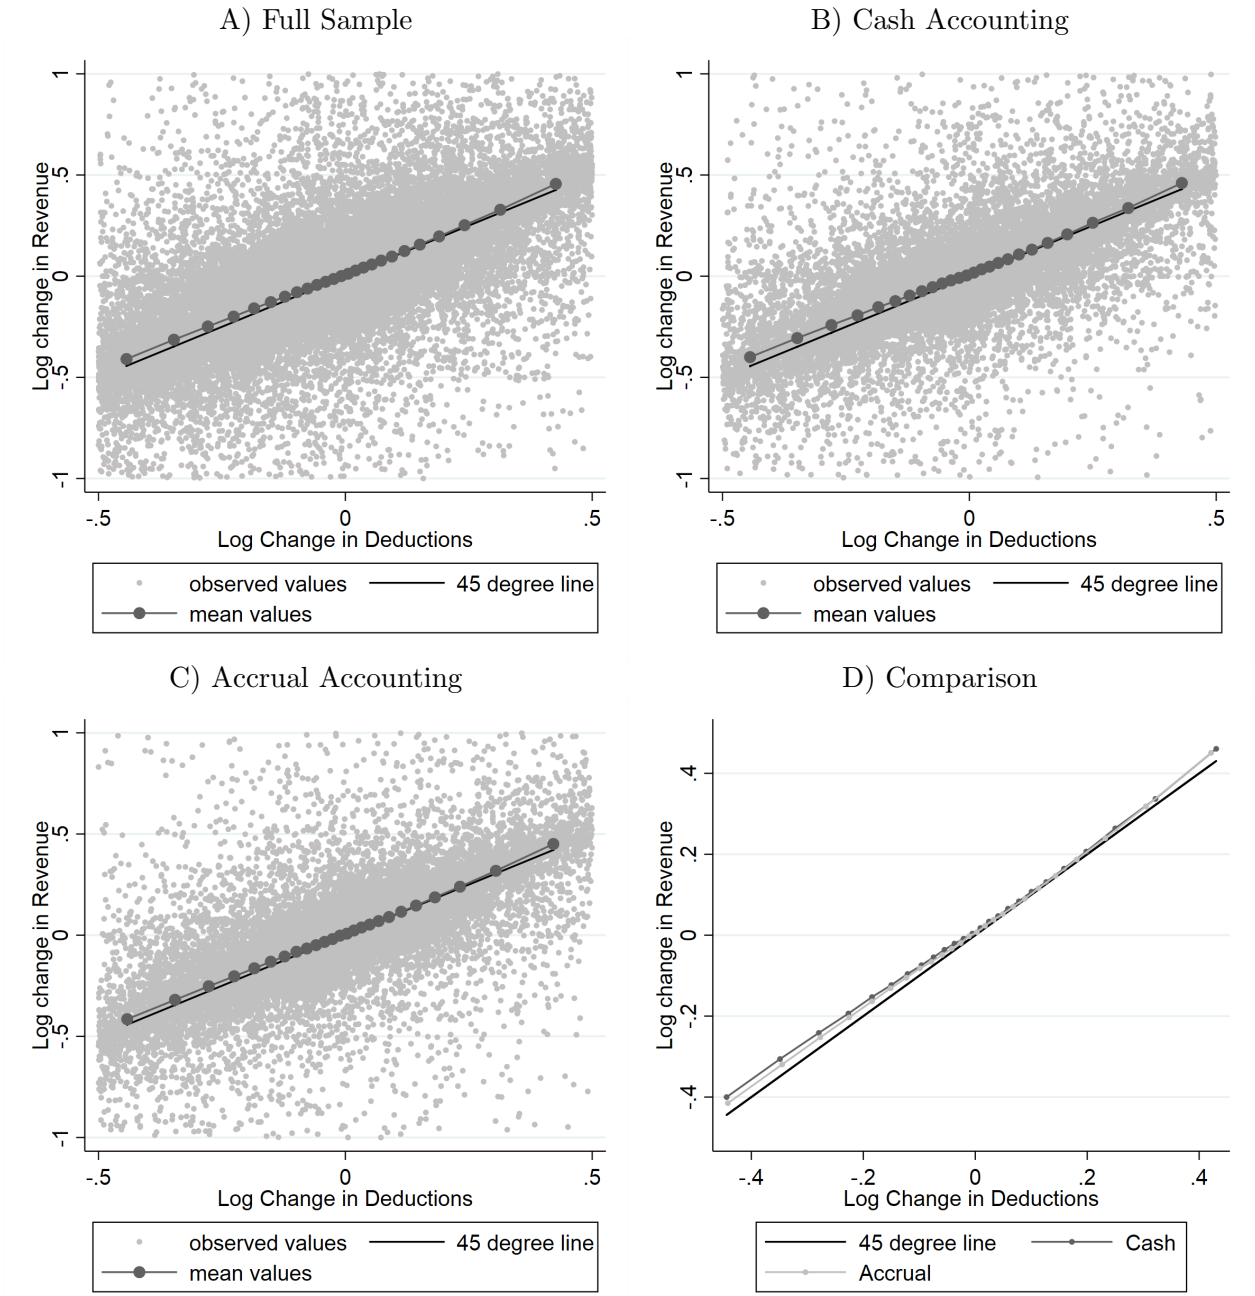 A) Full Sample
B) Cash Accounting
Log change in Revenue
1
.5
0
-.5
-1
-.5
0
.5
Log Change in Deductions
observed values
45 degree line
mean values
Log change in Revenue
1
.5
0
-.5
-1
-.5
0
.5
Log Change in Deductions
observed values
45 degree line
mean values
C) Accrual Accounting
D) Comparison
Log change in Revenue
1
.5
0
-.5
-1
-.5
0
.5
Log Change in Deductions
observed values
45 degree line
mean values
Log change in Revenue
.4
.2
0
-.2
-.4
-.4
-.2
0
.2
.4
Log Change in Deductions
45 degree line
Cash
Accrual